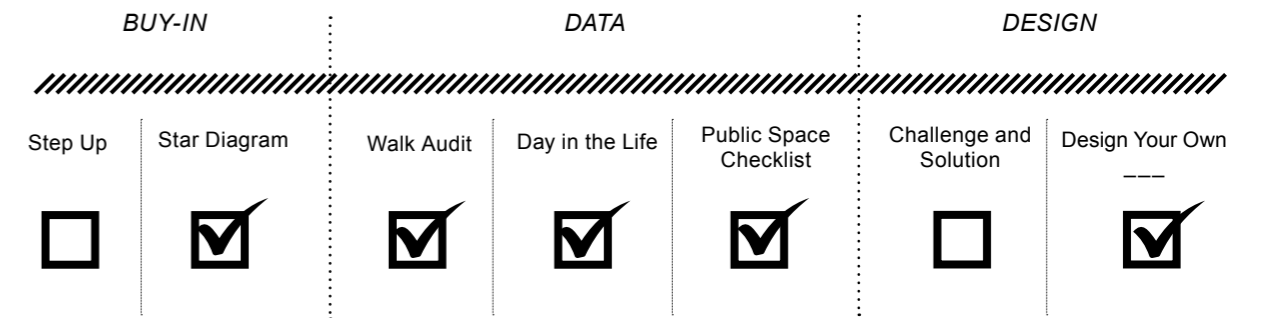 BUY-IN
DATA
DESIGN
Step Up
Star Diagram
Walk Audit
Day in the Life
Public Space
Checklist
Challenge and
Solution
Design Your Own
___